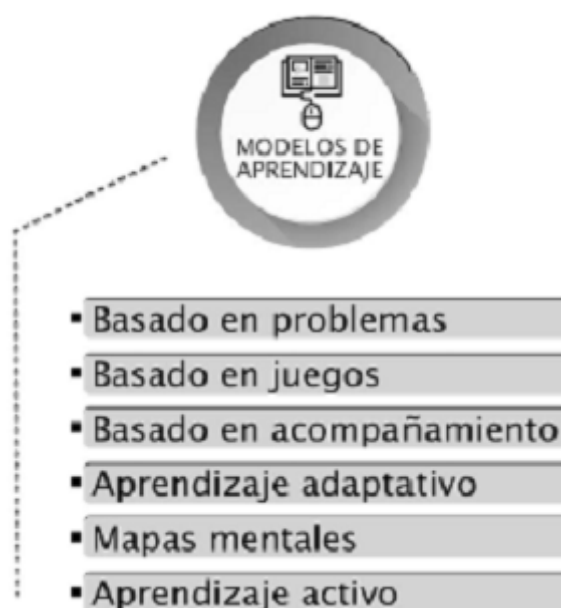 MODELOS DE
APRENDIZAJE
Basado en problemas
Basado en juegos
Basado en acompañamiento
Aprendizaje adaptativo
Mapas mentales
Aprendizaje activo